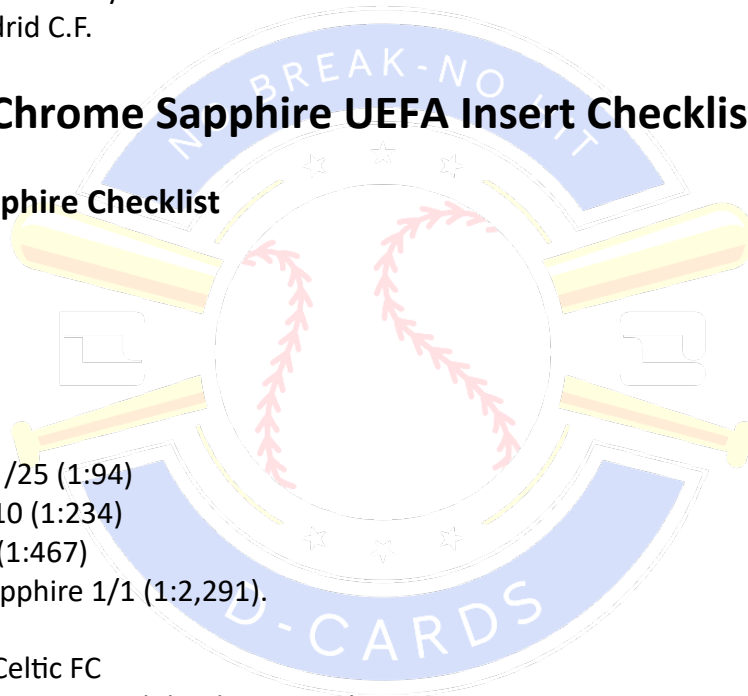 drid C.F.
BREAK-NO
Chrome Sapphire UEFA Insert Checklis
pphire Checklist
/25 (1:94)
10 (1:234)
(1:467)
pphire 1/1 (1:2,291).
D-CARDS
Celtic FC